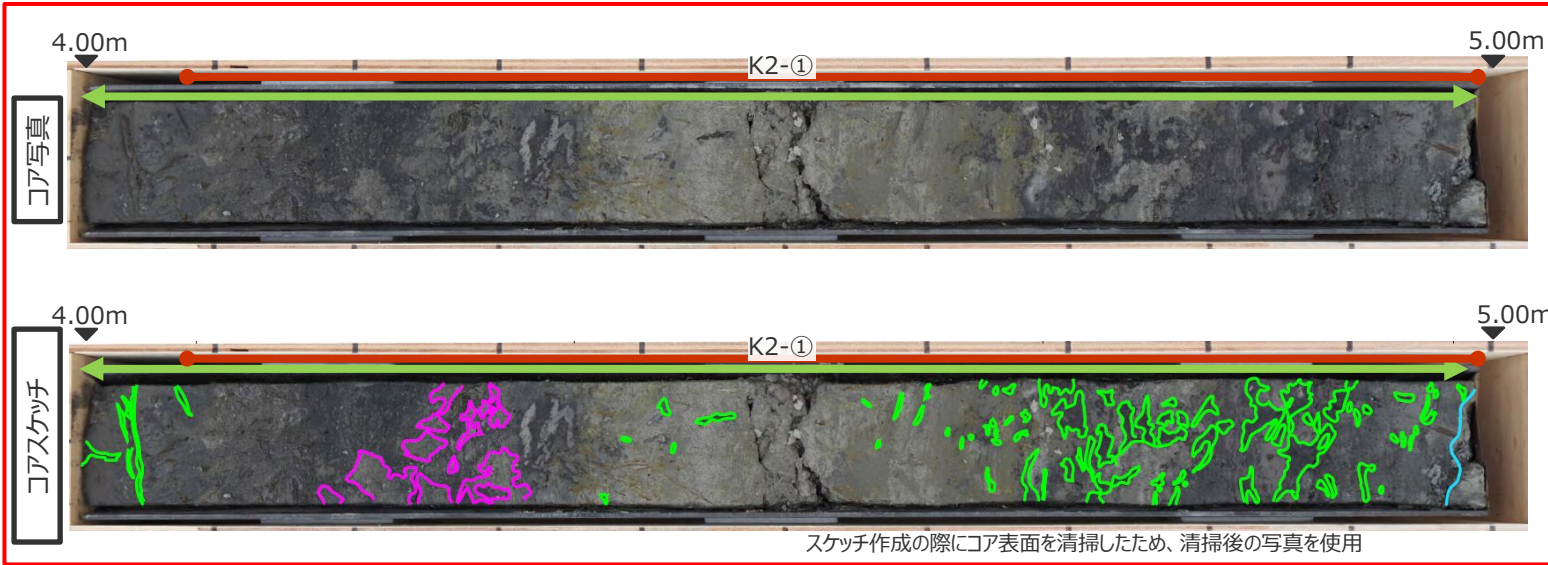 4.00m
5.00m
K2-①
コア写真
4.00m
5.00m
K2-①
コアスケッチ
スケッチ作成の際にコア表面を清掃したため、清掃後の写真を使用